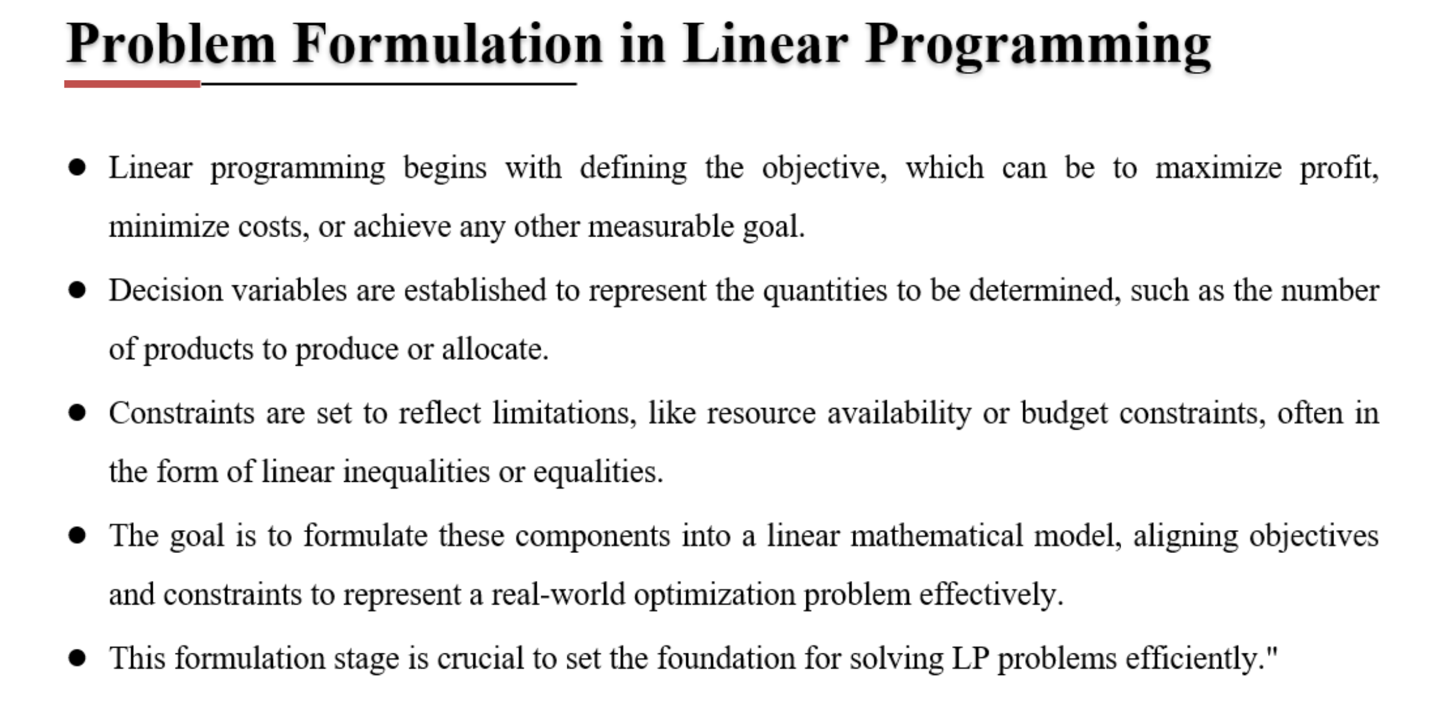 Problem Formulation in Linear Programming
● Linear programming begins with defining the objective, which can be to maximize profit,
minimize costs, or achieve any other measurable goal.
● Decision variables are established to represent the quantities to be determined, such as the number
of products to produce or allocate.
● Constraints are set to reflect limitations, like resource availability or budget constraints, often in
the form of linear inequalities or equalities.
● The goal is to formulate these components into a linear mathematical model, aligning objectives
and constraints to represent a real-world optimization problem effectively.
● This formulation stage is crucial to set the foundation for solving LP problems efficiently."